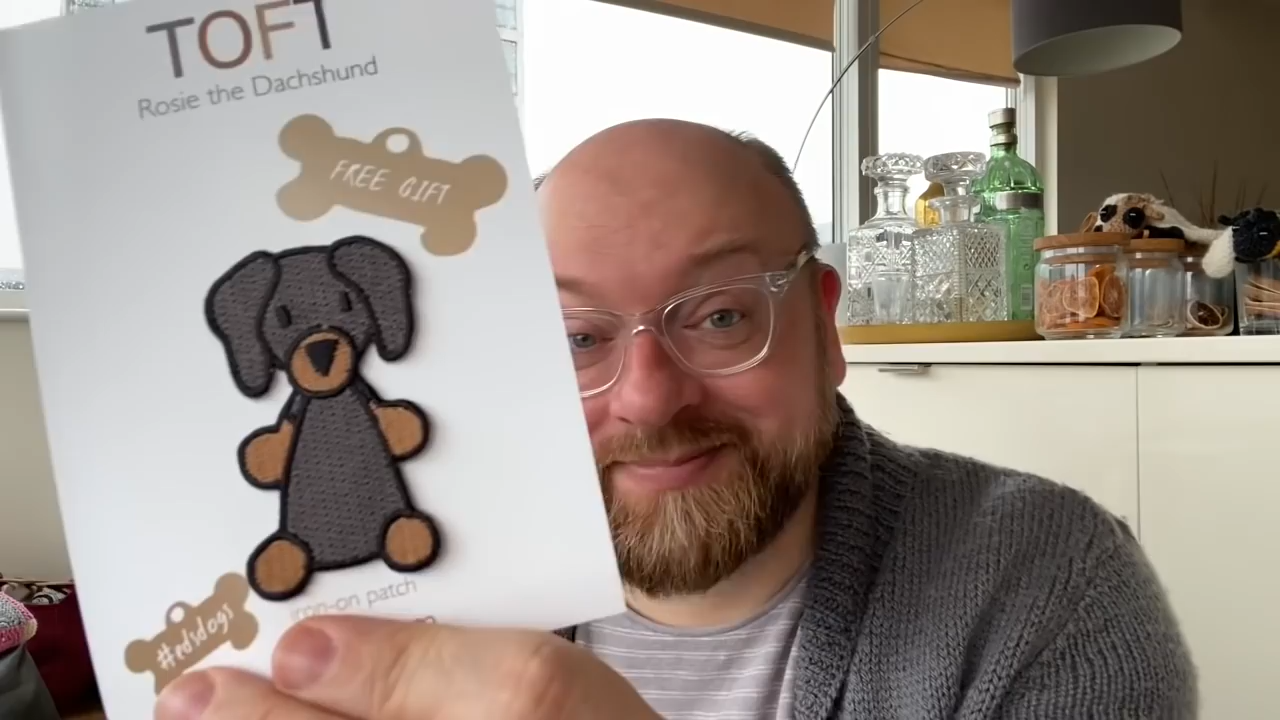 TOFT
Rosie the Dachshund
FREE GIFT
iron-on patch
#edsdogs